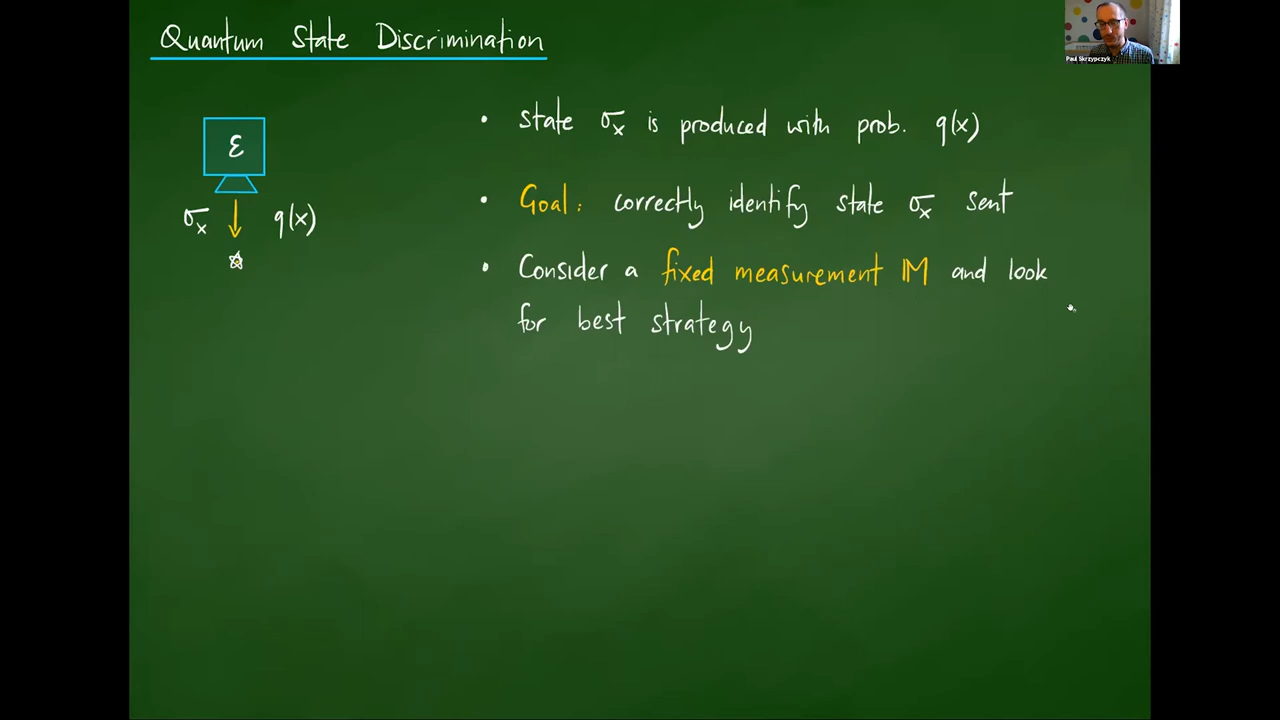 Quantum State Discrimination
Paul Skrzypczyk
ℰ
σₓ q(x)
• State σₓ is produced with prob. q(x)
• Goal: correctly identify state σₓ sent
• Consider a fixed measurement 𝕄 and look
for best strategy